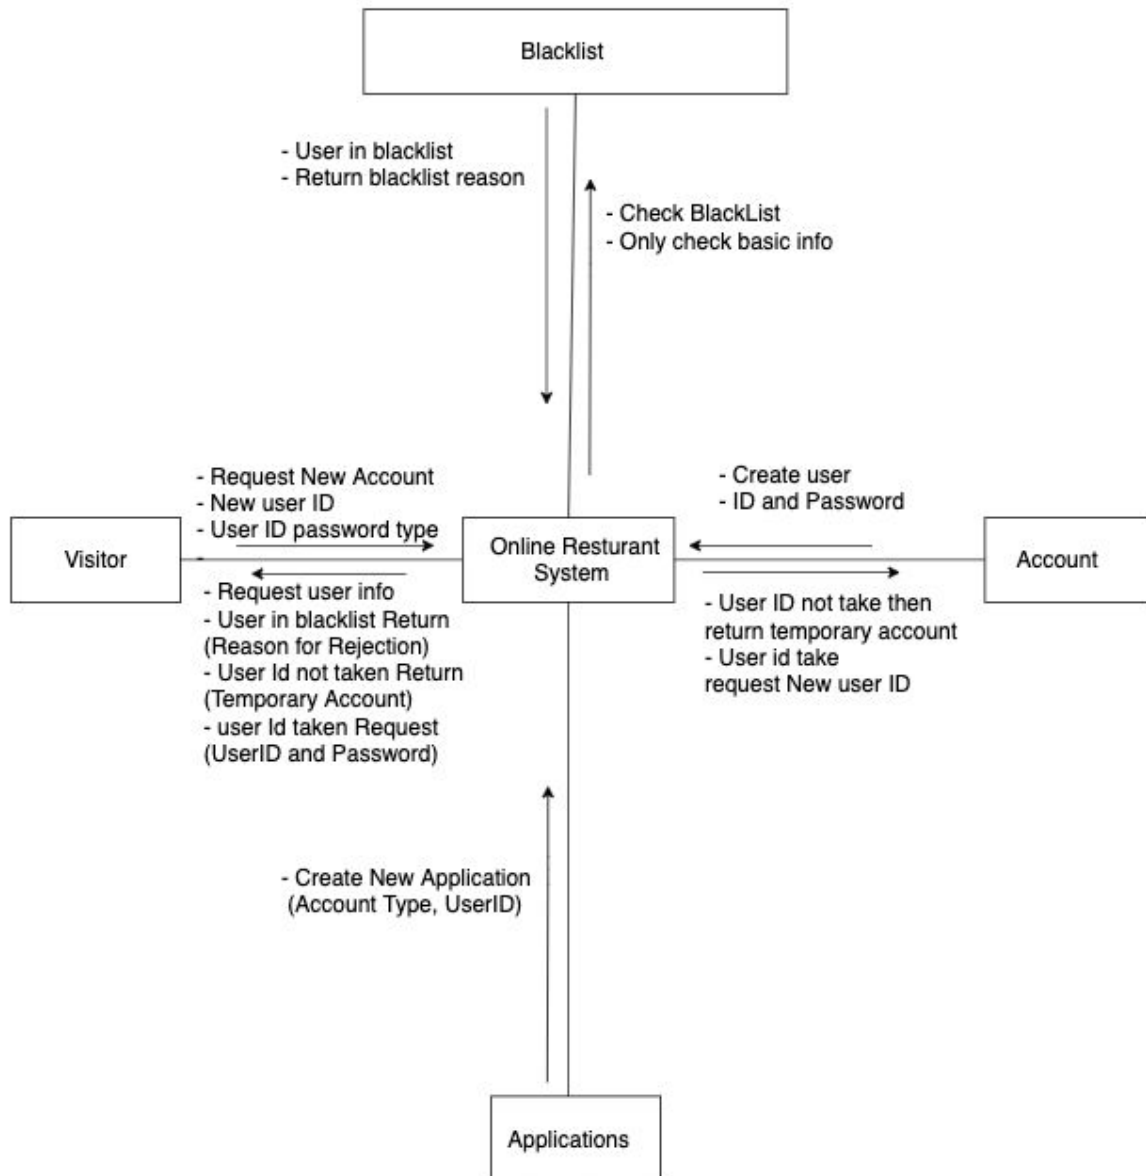 Blacklist
- User in blacklist
- Return blacklist reason
- Check BlackList
- Only check basic info
- Request New Account
- New user ID
- User ID password type
-
- Create user
- ID and Password
Visitor
Online Resturant
System
Account
- Request user info
- User in blacklist Return
(Reason for Rejection)
- User Id not taken Return
(Temporary Account)
- user Id taken Request
(UserID and Password)
- User ID not take then
return temporary account
- User id take
request New user ID
- Create New Application
(Account Type, UserID)
Applications